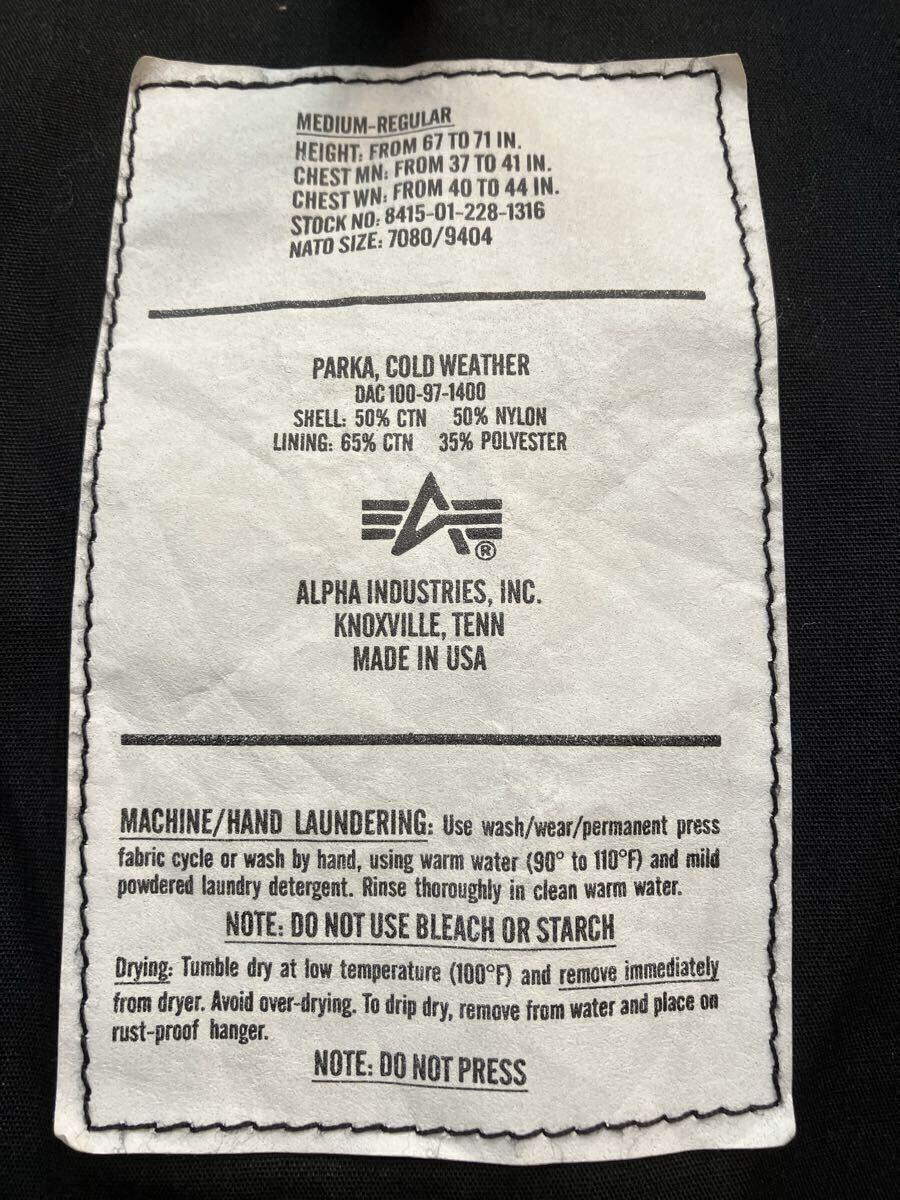 MEDIUM-REGULAR
HEIGHT: FROM 67 TO 71 IN.
CHEST MN: FROM 37 TO 41 IN.
CHEST WN: FROM 40 TO 44 IN.
STOCK NO: 8415-01-228-1316
NATO SIZE: 7080/9404
PARKA, COLD WEATHER
DAC 100-97-1400
SHELL: 50% CTN 50% NYLON
LINING: 65% CTN 35% POLYESTER
®
ALPHA INDUSTRIES, INC.
KNOXVILLE, TENN
MADE IN USA
MACHINE/HAND LAUNDERING: Use wash/wear/permanent press
fabric cycle or wash by hand, using warm water (90° to 110°F) and mild
powdered laundry detergent. Rinse thoroughly in clean warm water.
NOTE: DO NOT USE BLEACH OR STARCH
Drying: Tumble dry at low temperature (100°F) and remove immediately
from dryer. Avoid over-drying. To drip dry, remove from water and place on
rust-proof hanger.
NOTE: DO NOT PRESS